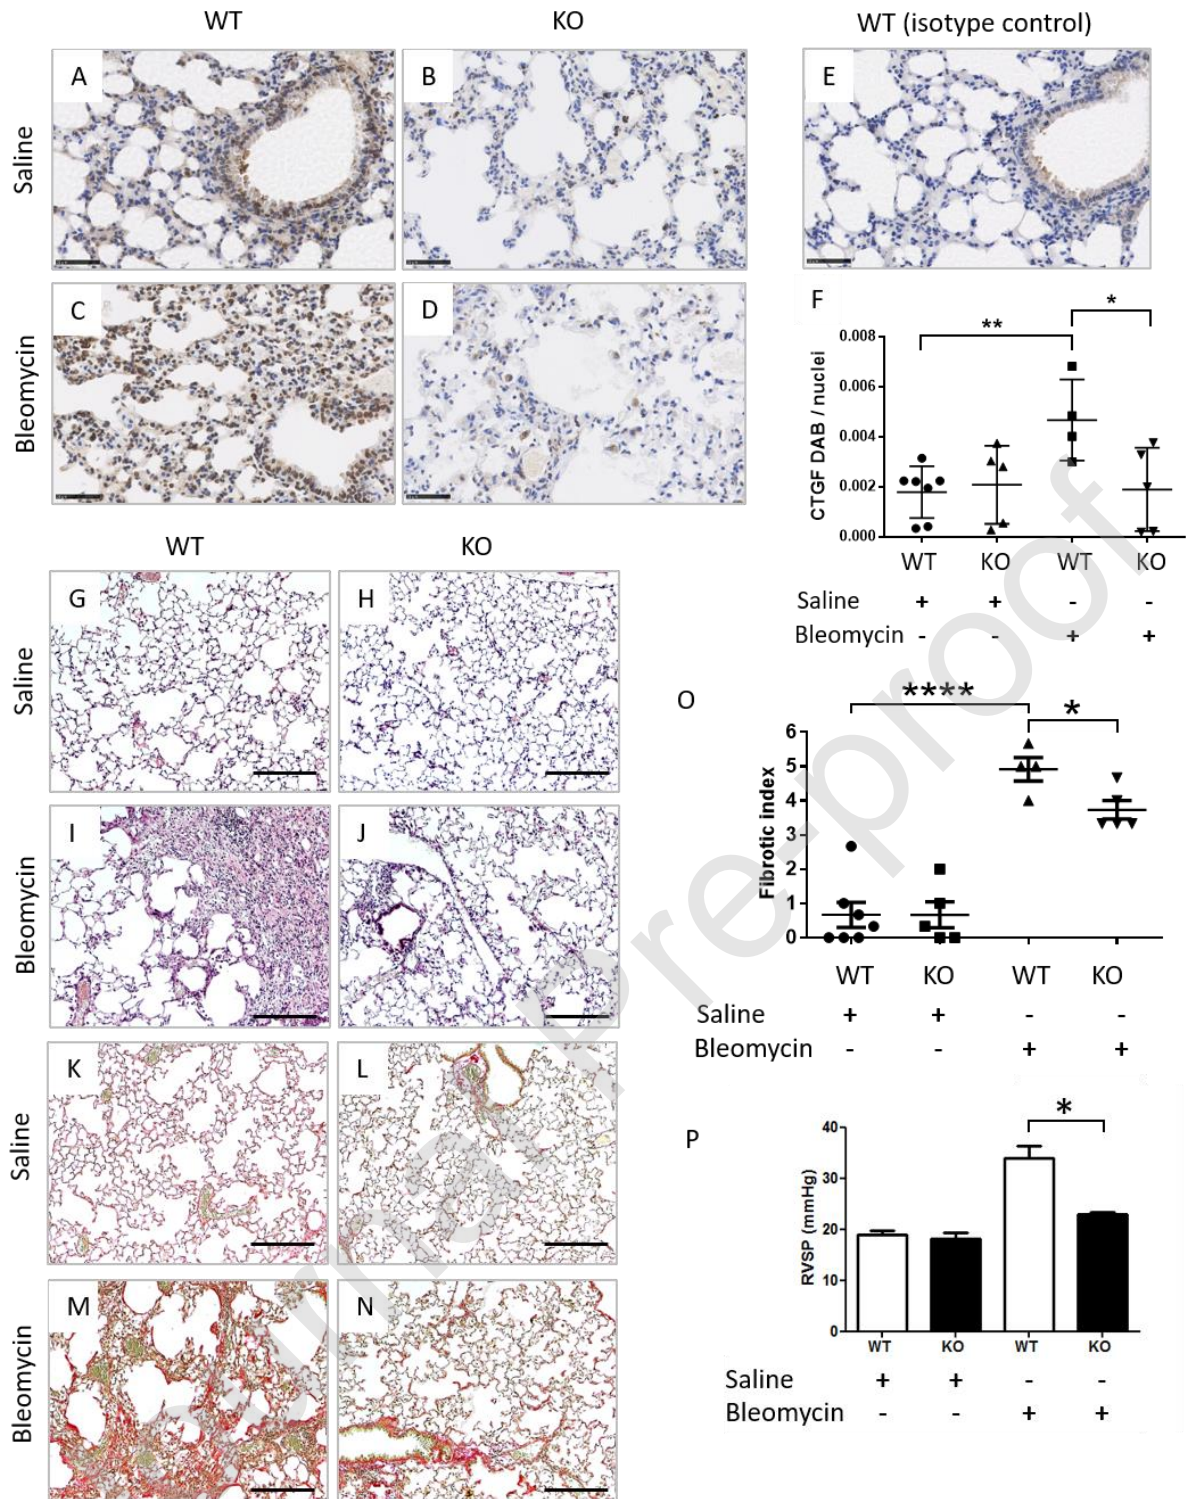 WT KO WT (isotype control)
Saline
A B E
Bleomycin
C D
F
** *
CTGF DAB / nuclei
0.008
0.006
0.004
0.002
0.000
WT KO WT KO
Saline + + - -
Bleomycin - - + +
WT KO
Saline
G H
Bleomycin
I J
Saline
K L
Bleomycin
M N
O
**** *
Fibrotic index
6
5
4
3
2
1
0
WT KO WT KO
Saline + + - -
Bleomycin - - + +
P
*
RVSP (mmHg)
40
30
20
10
0
WT KO WT KO
Saline + + - -
Bleomycin - - + +
Journal Pre-proof